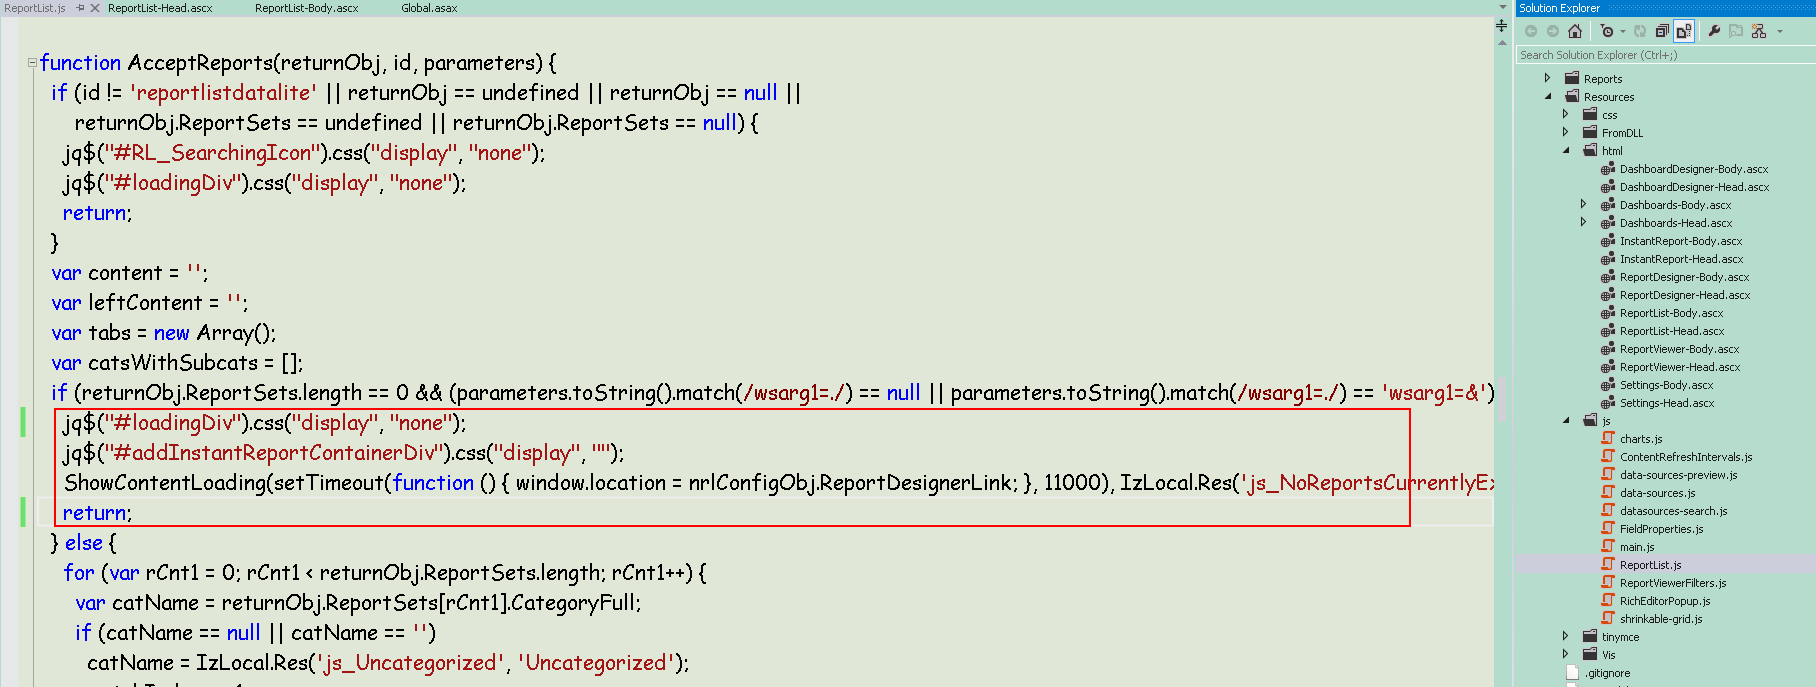 ReportList.js
ReportList-Head.ascx
ReportList-Body.ascx
Global.asax
function AcceptReports(returnObj, id, parameters) {
if (id != 'reportlistdatalite' || returnObj == undefined || returnObj == null ||
returnObj.ReportSets == undefined || returnObj.ReportSets == null) {
jq$("#RL_SearchingIcon").css("display", "none");
jq$("#loadingDiv").css("display", "none");
return;
}
var content = '';
var leftContent = '';
var tabs = new Array();
var catsWithSubcats = [];
if (returnObj.ReportSets.length == 0 && (parameters.toString().match(/wsarg1=./) == null || parameters.toString().match(/wsarg1=./) == 'wsarg1=&')
jq$("#loadingDiv").css("display", "none");
jq$("#addInstantReportContainerDiv").css("display", "");
ShowContentLoading(setTimeout(function () { window.location = nrlConfigObj.ReportDesignerLink; }, 11000), IzLocal.Res('js_NoReportsCurrentlyEx
return;
} else {
for (var rCnt1 = 0; rCnt1 < returnObj.ReportSets.length; rCnt1++) {
var catName = returnObj.ReportSets[rCnt1].CategoryFull;
if (catName == null || catName == '')
catName = IzLocal.Res('js_Uncategorized', 'Uncategorized');
Solution Explorer
Search Solution Explorer (Ctrl+;)
Reports
Resources
css
FromDLL
html
DashboardDesigner-Body.ascx
DashboardDesigner-Head.ascx
Dashboards-Body.ascx
Dashboards-Head.ascx
InstantReport-Body.ascx
InstantReport-Head.ascx
ReportDesigner-Body.ascx
ReportDesigner-Head.ascx
ReportList-Body.ascx
ReportList-Head.ascx
ReportViewer-Body.ascx
ReportViewer-Head.ascx
Settings-Body.ascx
Settings-Head.ascx
js
charts.js
ContentRefreshIntervals.js
data-sources-preview.js
data-sources.js
datasources-search.js
FieldProperties.js
main.js
ReportList.js
ReportViewerFilters.js
RichEditorPopup.js
shrinkable-grid.js
tinymce
Vis
.gitignore